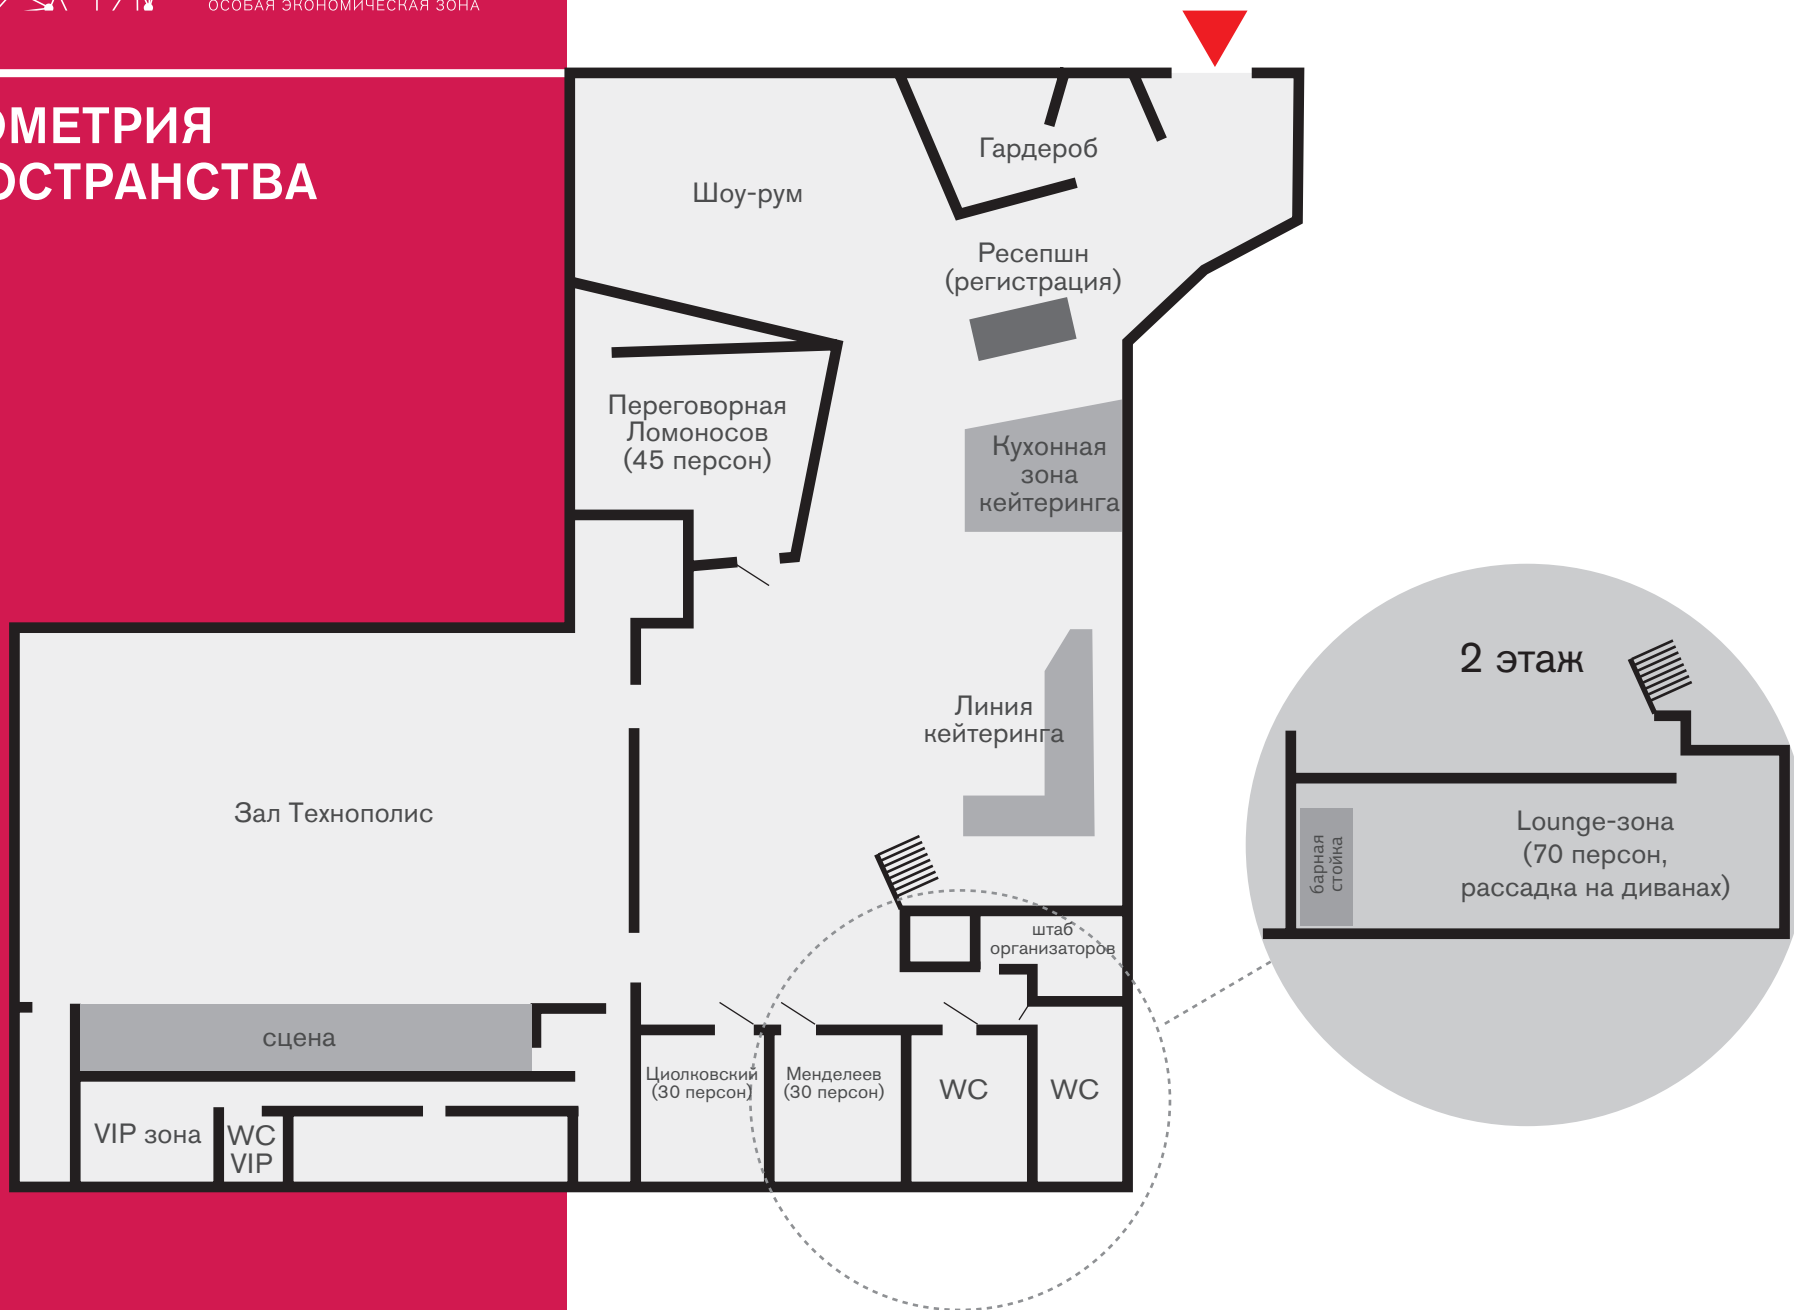 ОСОБАЯ ЭКОНОМИЧЕСКАЯ ЗОНА
ОМЕТРИЯ
ОСТРАНСТВА
Гардероб
Шоу-рум
Ресепшн
(регистрация)
Переговорная
Ломоносов
(45 персон)
Кухонная
зона
кейтеринга
2 этаж
Линия
кейтеринга
Зал Технополис
Lounge-зона
(70 персон,
рассадка на диванах)
барная
стойка
штаб
организаторов
сцена
Циолковский
(30 персон)
Менделеев
(30 персон)
WC
WC
VIP зона
WC
VIP